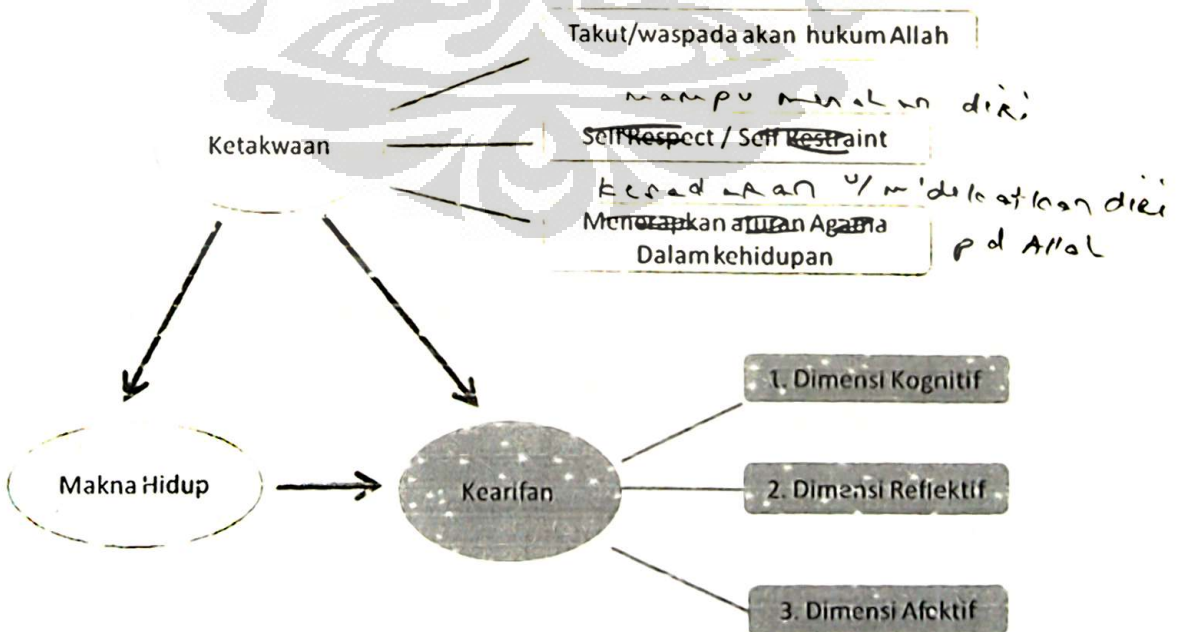 Takut/waspada akan hukum Allah
mampu menahan diri
Ketakwaan
Self Respect / Self Restraint
kesadaran u/ m'dekatkan diri
Menerapkan aturan Agama
pd Allah
Dalam kehidupan
1. Dimensi Kognitif
Makna Hidup
Kearifan
2. Dimensi Reflektif
3. Dimensi Afektif